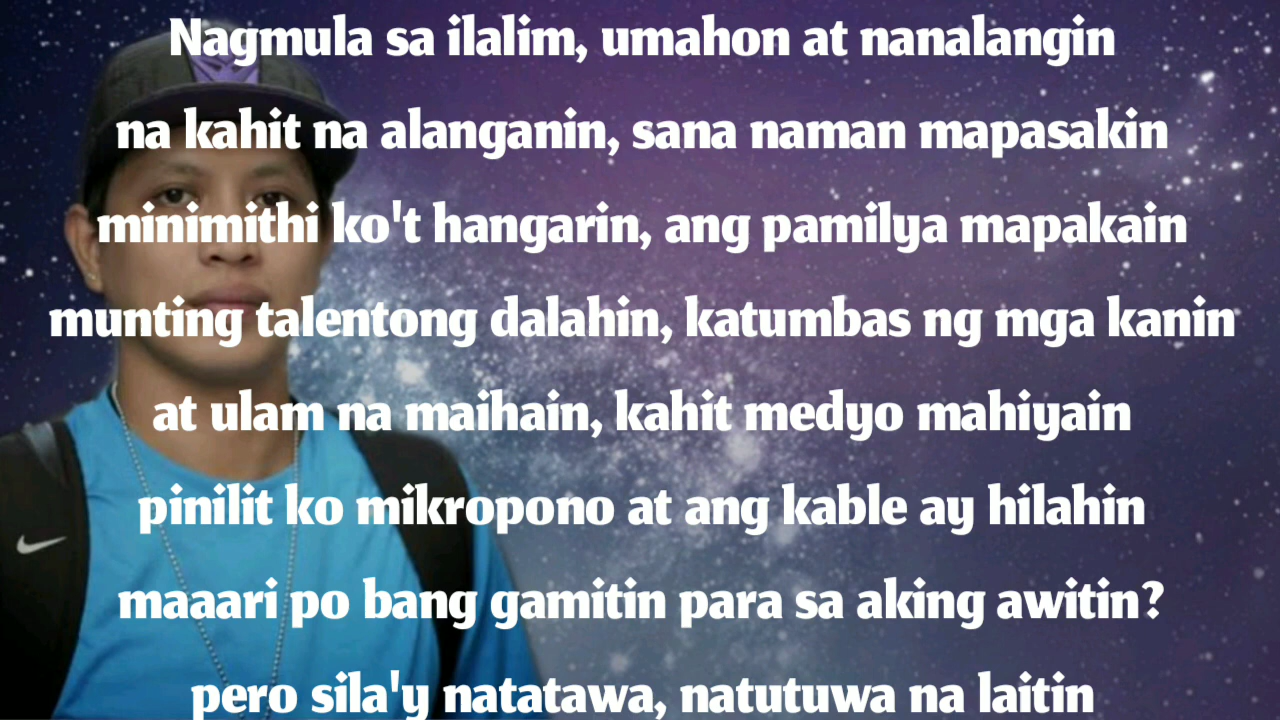 Nagmula sa ilalim, umahon at nanalangin
na kahit na alanganin, sana naman mapasakin
minimithi ko't hangarin, ang pamilya mapakain
munting talentong dalahin, katumbas ng mga kanin
at ulam na maihain, kahit medyo mahiyain
pinilit ko mikropono at ang kable ay hilahin
maaari po bang gamitin para sa aking awitin?
pero sila'y natatawa, natutuwa na laitin